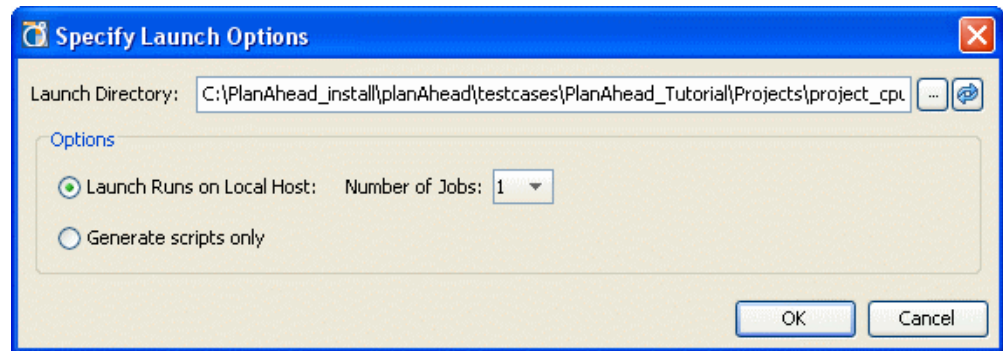 Specify Launch Options
Launch Directory: C:\PlanAhead_install\planAhead\testcases\PlanAhead_Tutorial\Projects\project_cpu ...
Options
Launch Runs on Local Host: Number of Jobs: 1
Generate scripts only
OK Cancel